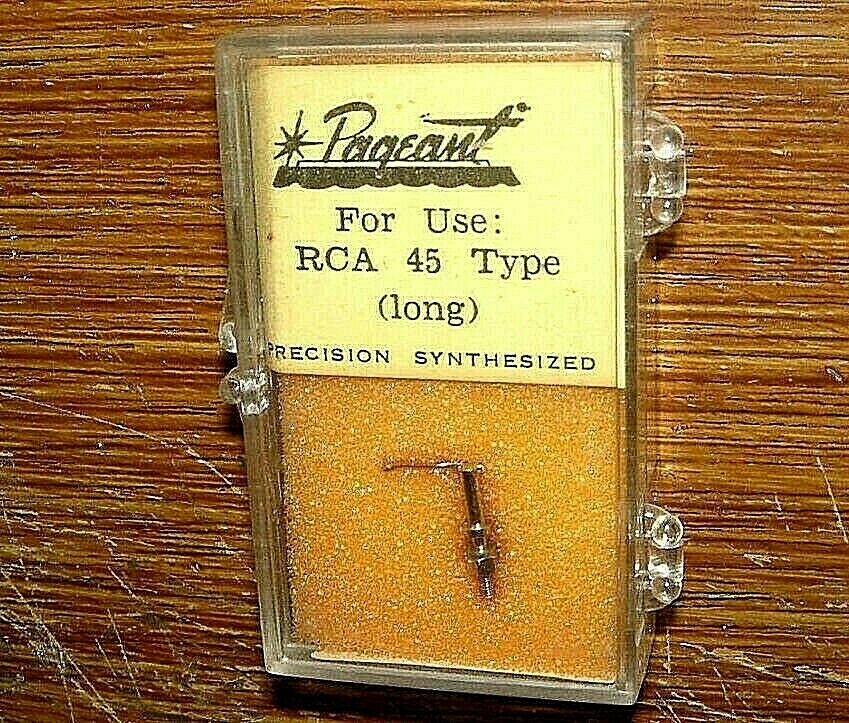 Pageant
For Use:
RCA 45 Type
(long)
PRECISION SYNTHESIZED